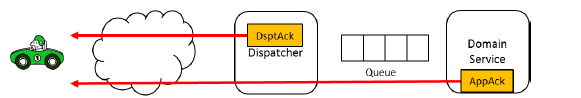 DsptAck
Dispatcher
Queue
Domain
Service
AppAck